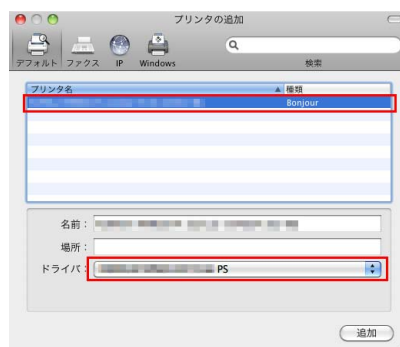 プリンタの追加
デフォルト ファクス IP Windows 検索
プリンタ名 種類
Bonjour
名前：
場所：
ドライバ： PS
追加